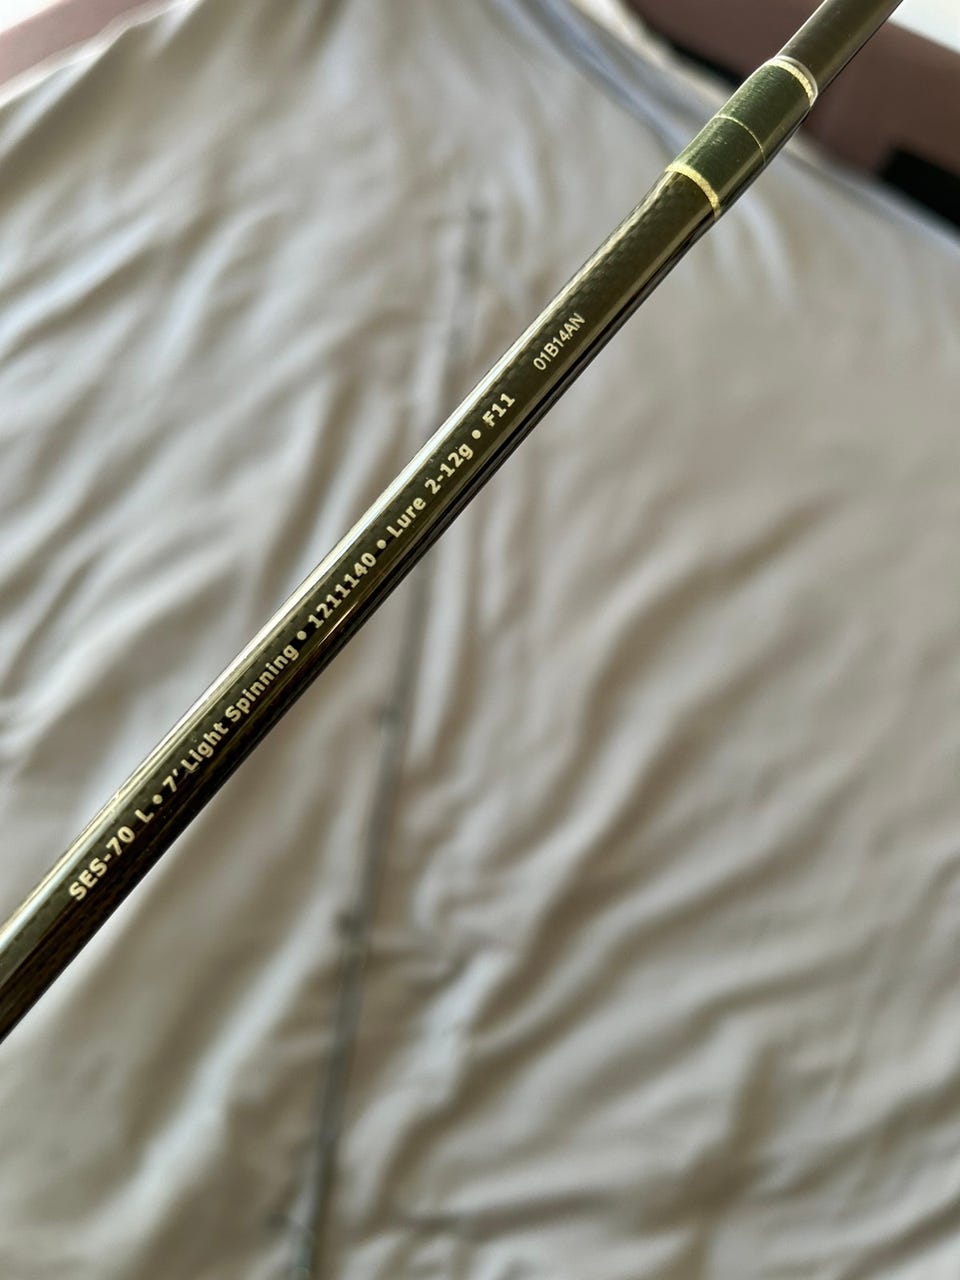 SES-70 L • 7' Light Spinning • 1211140 • Lure 2-12g • F11
01B14AN